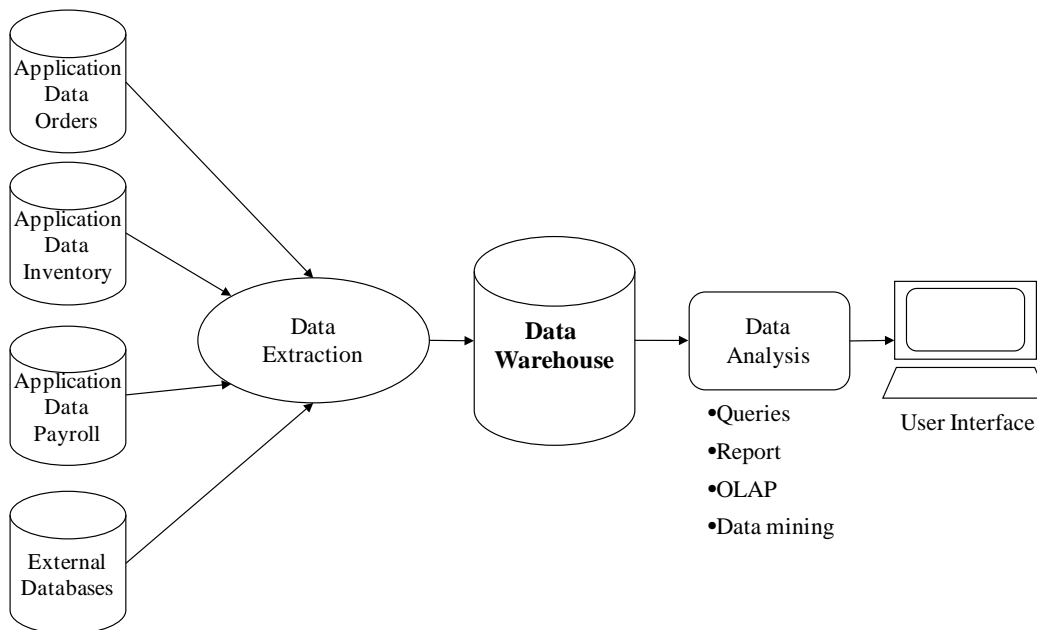 Application
Data
Orders
Application
Data
Inventory
Application
Data
Payroll
External
Databases
Data
Extraction
Data
Warehouse
Data
Analysis
•Queries
•Report
•OLAP
•Data mining
User Interface